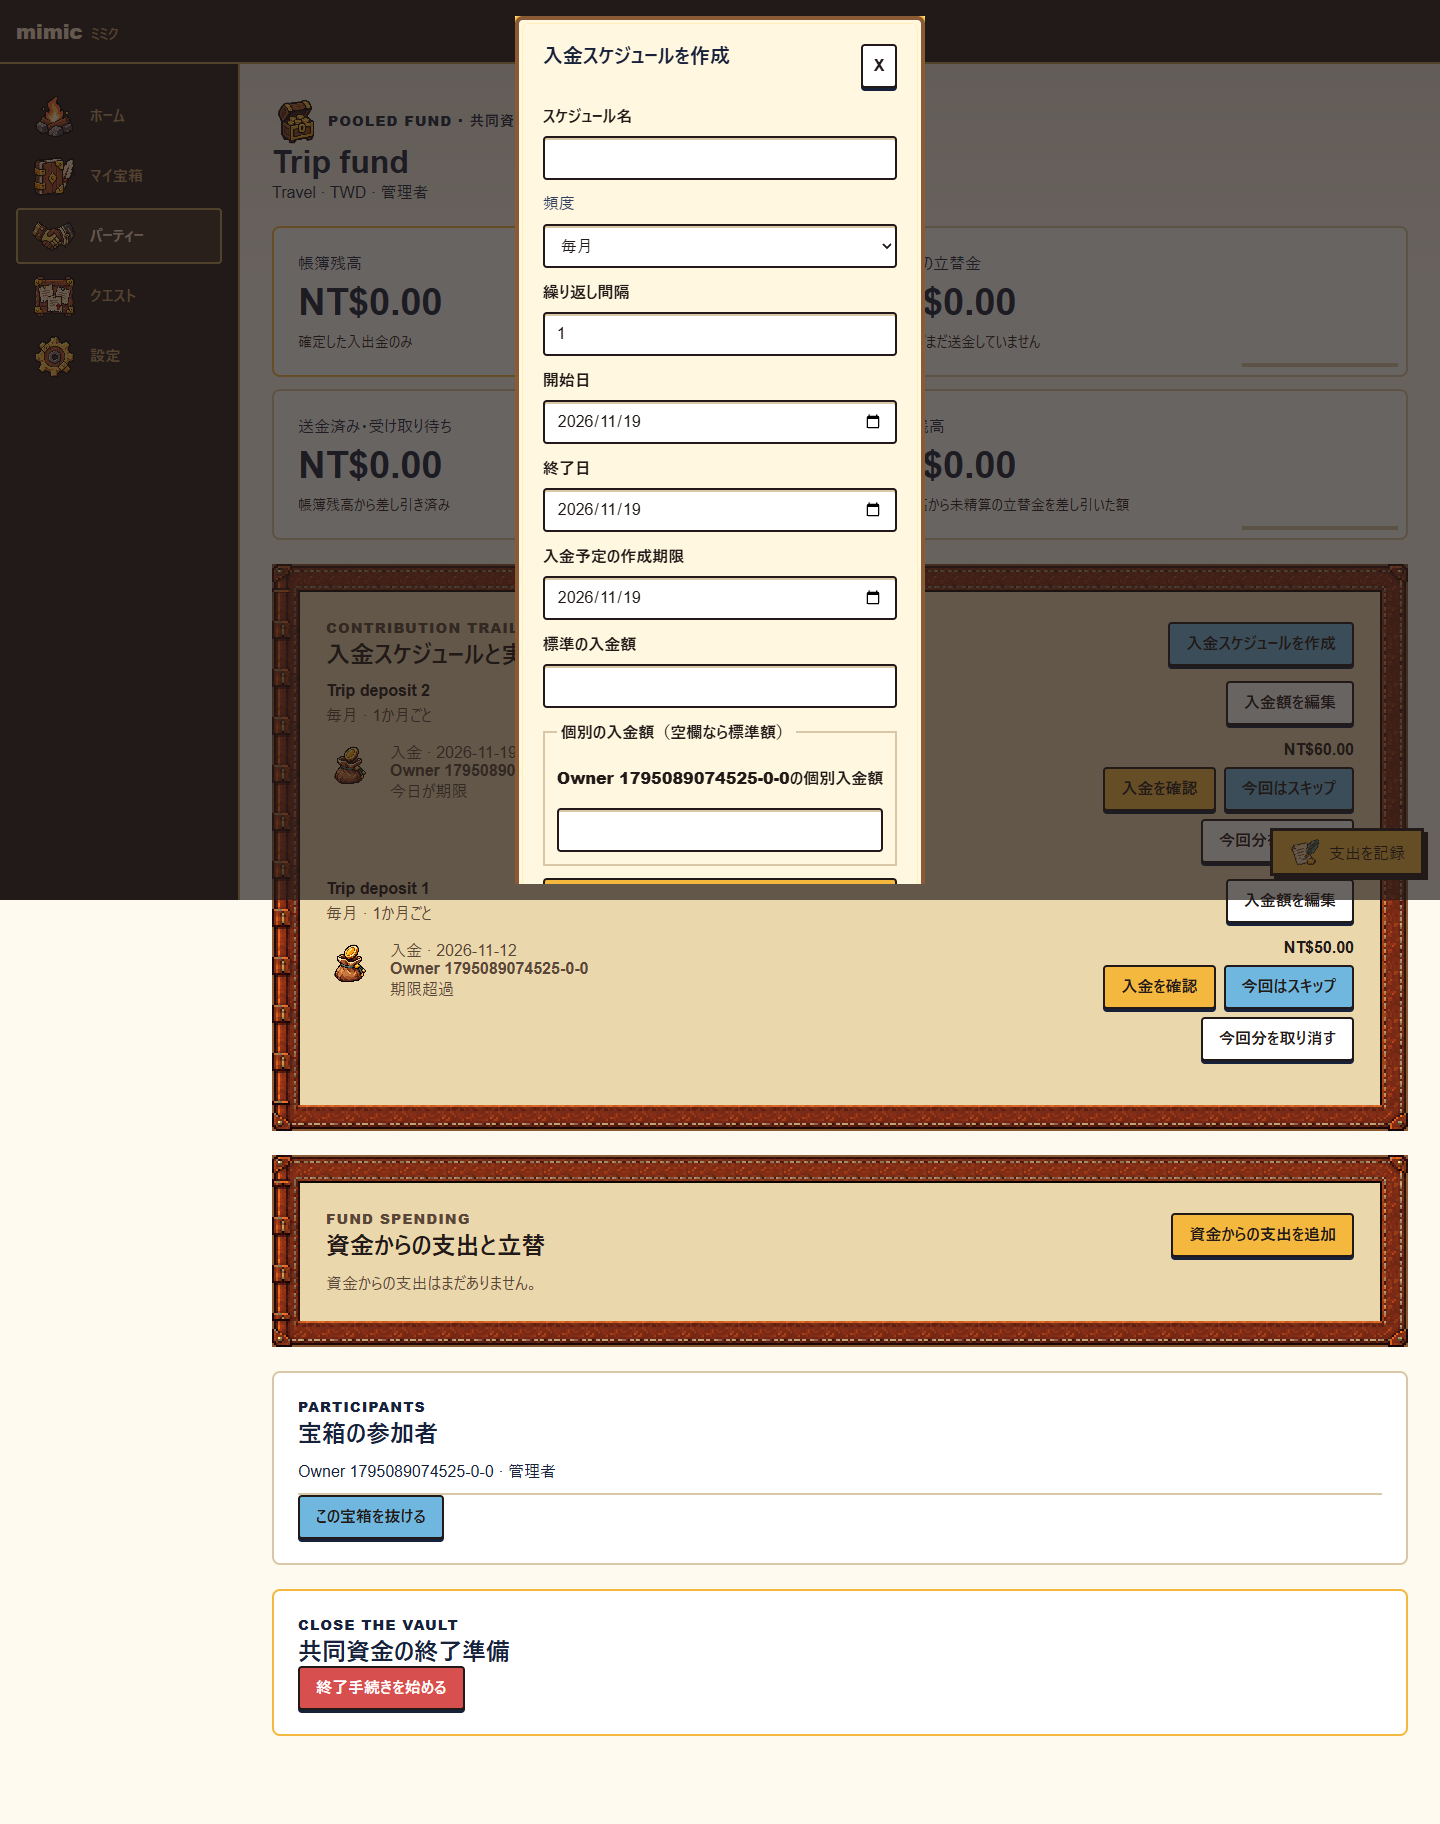 mimic ミミク
ホーム
マイ宝箱
パーティー
クエスト
設定
POOLED FUND・共同資
Trip fund
Travel · TWD · 管理者
帳簿残高
NT$0.00
確定した入出金のみ
の立替金
$0.00
まだ送金していません
送金済み・受け取り待ち
NT$0.00
帳簿残高から差し引き済み
残高
$0.00
から未精算の立替金を差し引いた額
入金スケジュールを作成
X
スケジュール名
頻度
毎月
繰り返し間隔
1
開始日
2026/11/19
終了日
2026/11/19
入金予定の作成期限
2026/11/19
標準の入金額
個別の入金額（空欄なら標準額）
Owner 1795089074525-0-0の個別入金額
CONTRIBUTION TRAIL
入金スケジュールと実
入金スケジュールを作成
Trip deposit 2
毎月 · 1か月ごと
入金額を編集
入金 · 2026-11-19
Owner 1795089０
今日が期限
NT$60.00
入金を確認
今回はスキップ
今回分
支出を記録
Trip deposit 1
毎月 · 1か月ごと
入金額を編集
入金 · 2026-11-12
Owner 1795089074525-0-0
期限超過
NT$50.00
入金を確認
今回はスキップ
今回分を取り消す
FUND SPENDING
資金からの支出と立替
資金からの支出を追加
資金からの支出はまだありません。
PARTICIPANTS
宝箱の参加者
Owner 1795089074525-0-0 · 管理者
この宝箱を抜ける
CLOSE THE VAULT
共同資金の終了準備
終了手続きを始める